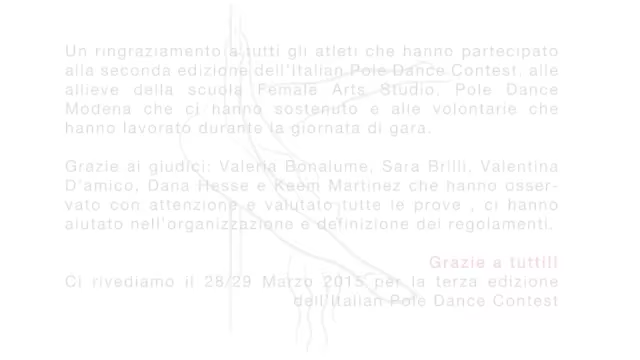 Un ringraziamento a tutti gli atleti che hanno partecipato
alla seconda edizione dell'Italian Pole Dance Contest, alle
allieve della scuola Female Arts Studio, Pole Dance
Modena che ci hanno sostenuto e alle volontarie che
hanno lavorato durante la giornata di gara.
Grazie ai giudici: Valeria Bonalume, Sara Brilli, Valentina
D'amico, Dana Hesse e Keem Martinez che hanno osser-
vato con attenzione e valutato tutte le prove , ci hanno
aiutato nell'organizzazione e definizione dei regolamenti.
Grazie a tutti!!
Ci rivediamo il 28/29 Marzo 2015 per la terza edizione
dell'Italian Pole Dance Contest